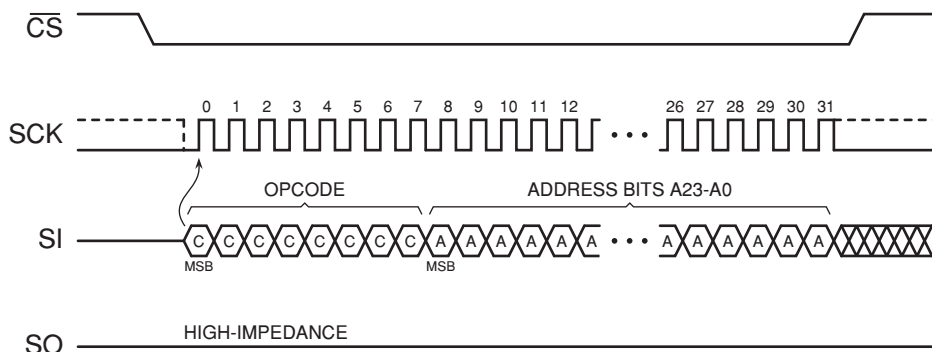 CS
0 1 2 3 4 5 6 7 8 9 10 11 12 26 27 28 29 30 31
SCK
OPCODE ADDRESS BITS A23-A0
SI C C C C C C C C A A A A A A A A A A A A
MSB MSB
HIGH-IMPEDANCE
SO